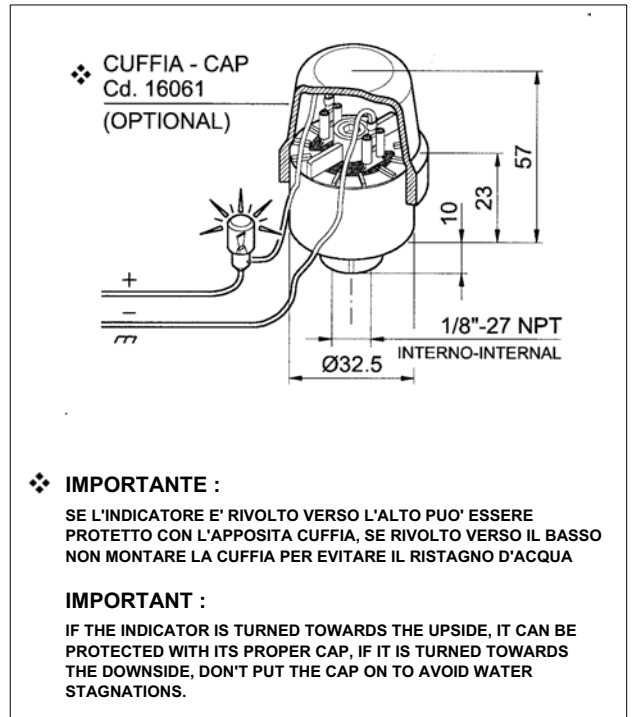 ❖ CUFFIA - CAP
Cd. 16061
(OPTIONAL)
57
23
10
+
−
1/8"-27 NPT
INTERNO-INTERNAL
Ø32.5
❖ IMPORTANTE :
SE L'INDICATORE E' RIVOLTO VERSO L'ALTO PUO' ESSERE
PROTETTO CON L'APPOSITA CUFFIA, SE RIVOLTO VERSO IL BASSO
NON MONTARE LA CUFFIA PER EVITARE IL RISTAGNO D'ACQUA
IMPORTANT :
IF THE INDICATOR IS TURNED TOWARDS THE UPSIDE, IT CAN BE
PROTECTED WITH ITS PROPER CAP, IF IT IS TURNED TOWARDS
THE DOWNSIDE, DON'T PUT THE CAP ON TO AVOID WATER
STAGNATIONS.